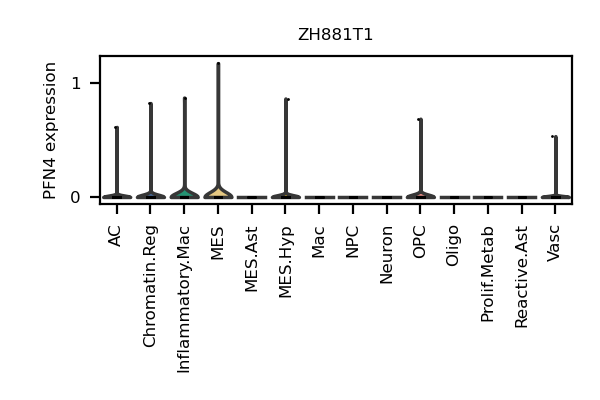 ZH881T1
PFN4 expression
1
0
AC
Chromatin.Reg
Inflammatory.Mac
MES
MES.Ast
MES.Hyp
Mac
NPC
Neuron
OPC
Oligo
Prolif.Metab
Reactive.Ast
Vasc